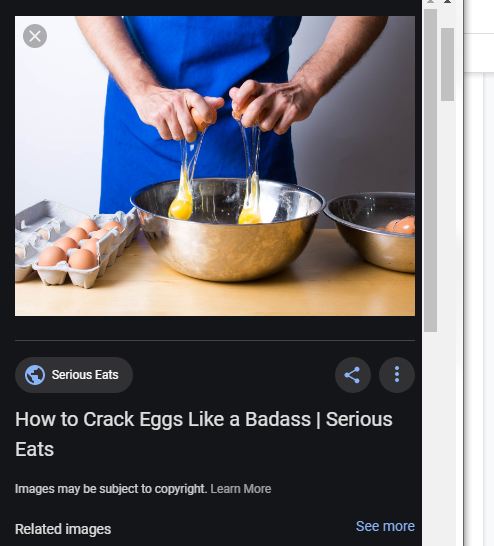 Serious Eats
How to Crack Eggs Like a Badass | Serious
Eats
Images may be subject to copyright. Learn More
Related images
See more